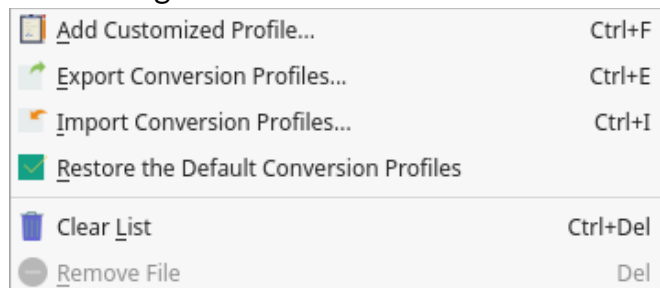 Add Customized Profile... Ctrl+F
Export Conversion Profiles... Ctrl+E
Import Conversion Profiles... Ctrl+I
Restore the Default Conversion Profiles
Clear List Ctrl+Del
Remove File Del